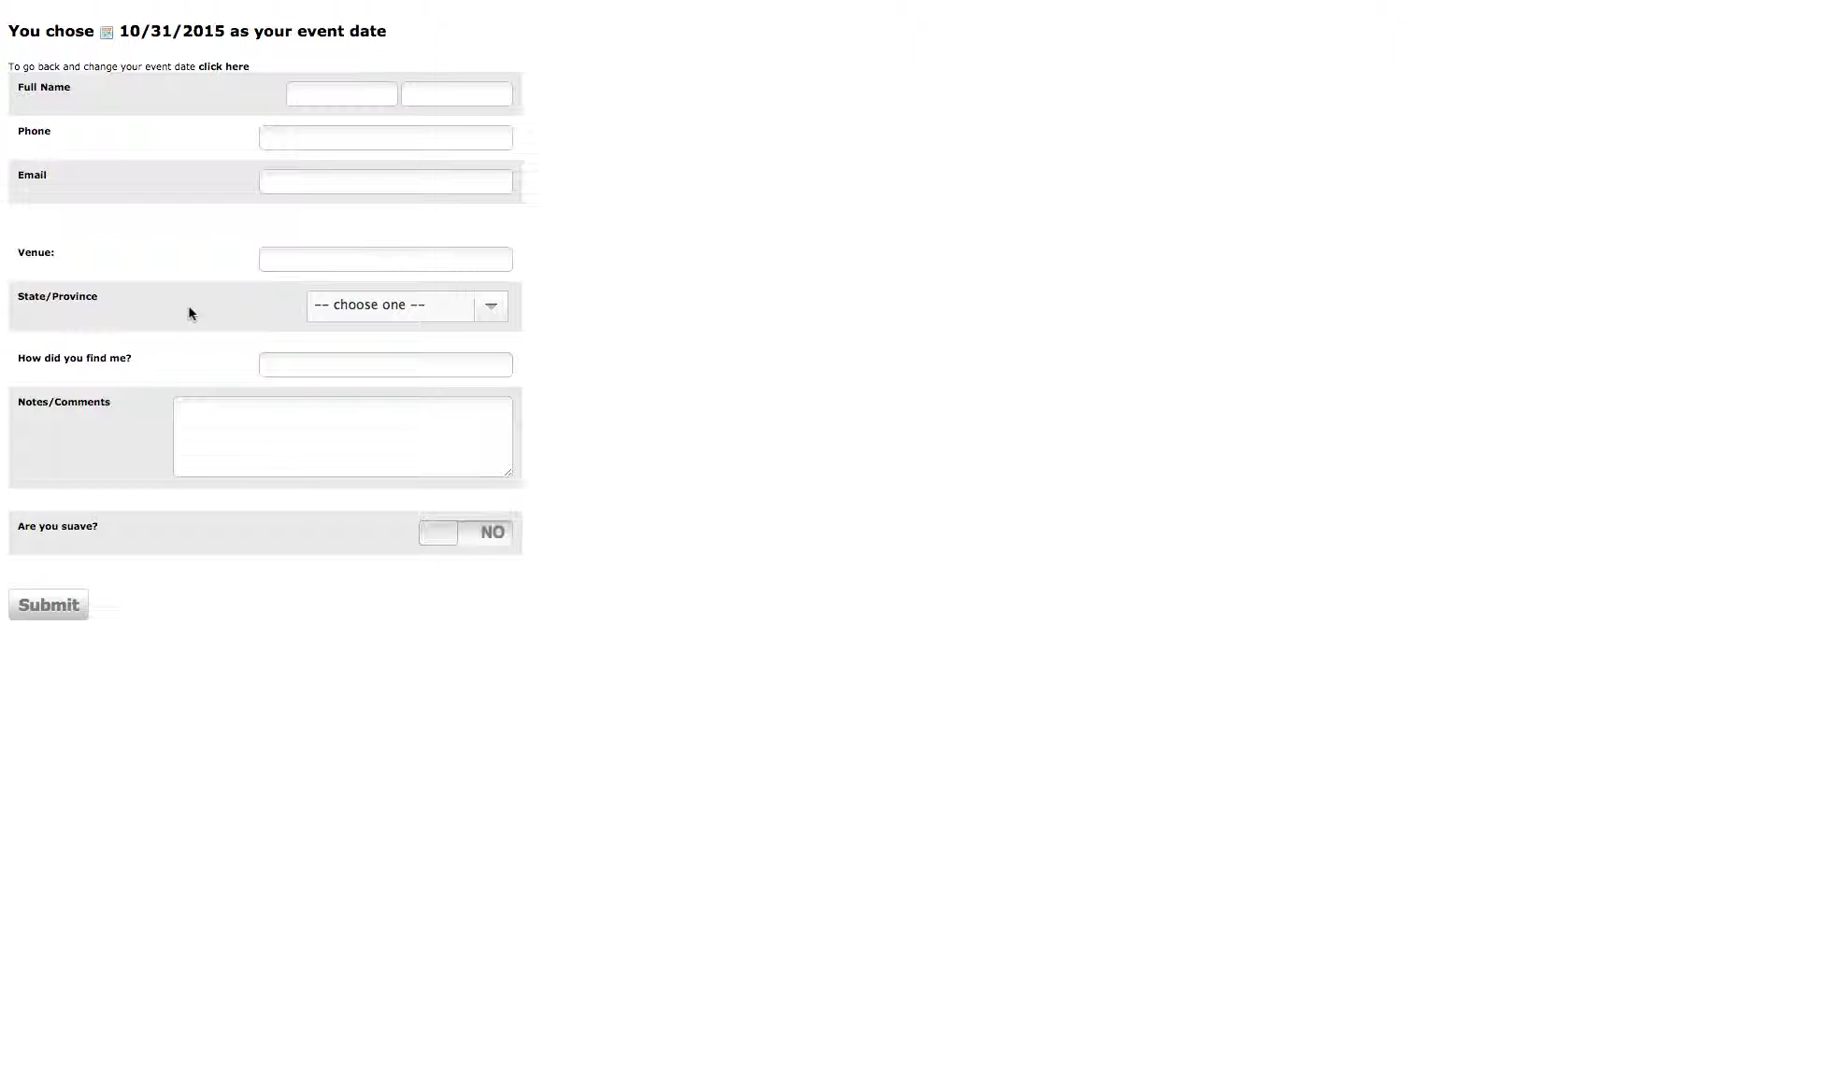 You chose 10/31/2015 as your event date
To go back and change your event date click here
Full Name
Phone
Email
Venue:
State/Province
-- choose one --
How did you find me?
Notes/Comments
Are you suave?
NO
Submit